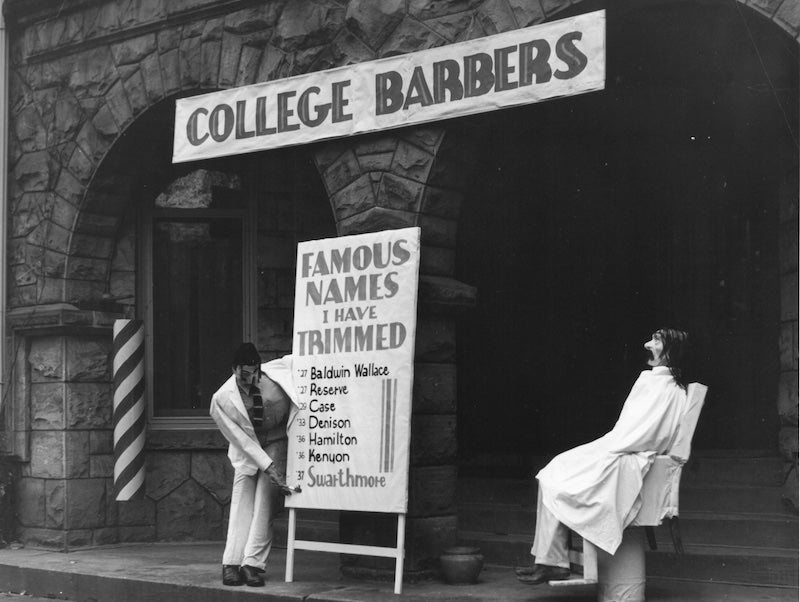 COLLEGE BARBERS
FAMOUS
NAMES
I HAVE
TRIMMED
'27 Baldwin Wallace
'27 Reserve
'29 Case
'33 Denison
'36 Hamilton
'36 Kenyon
'37 Swarthmore